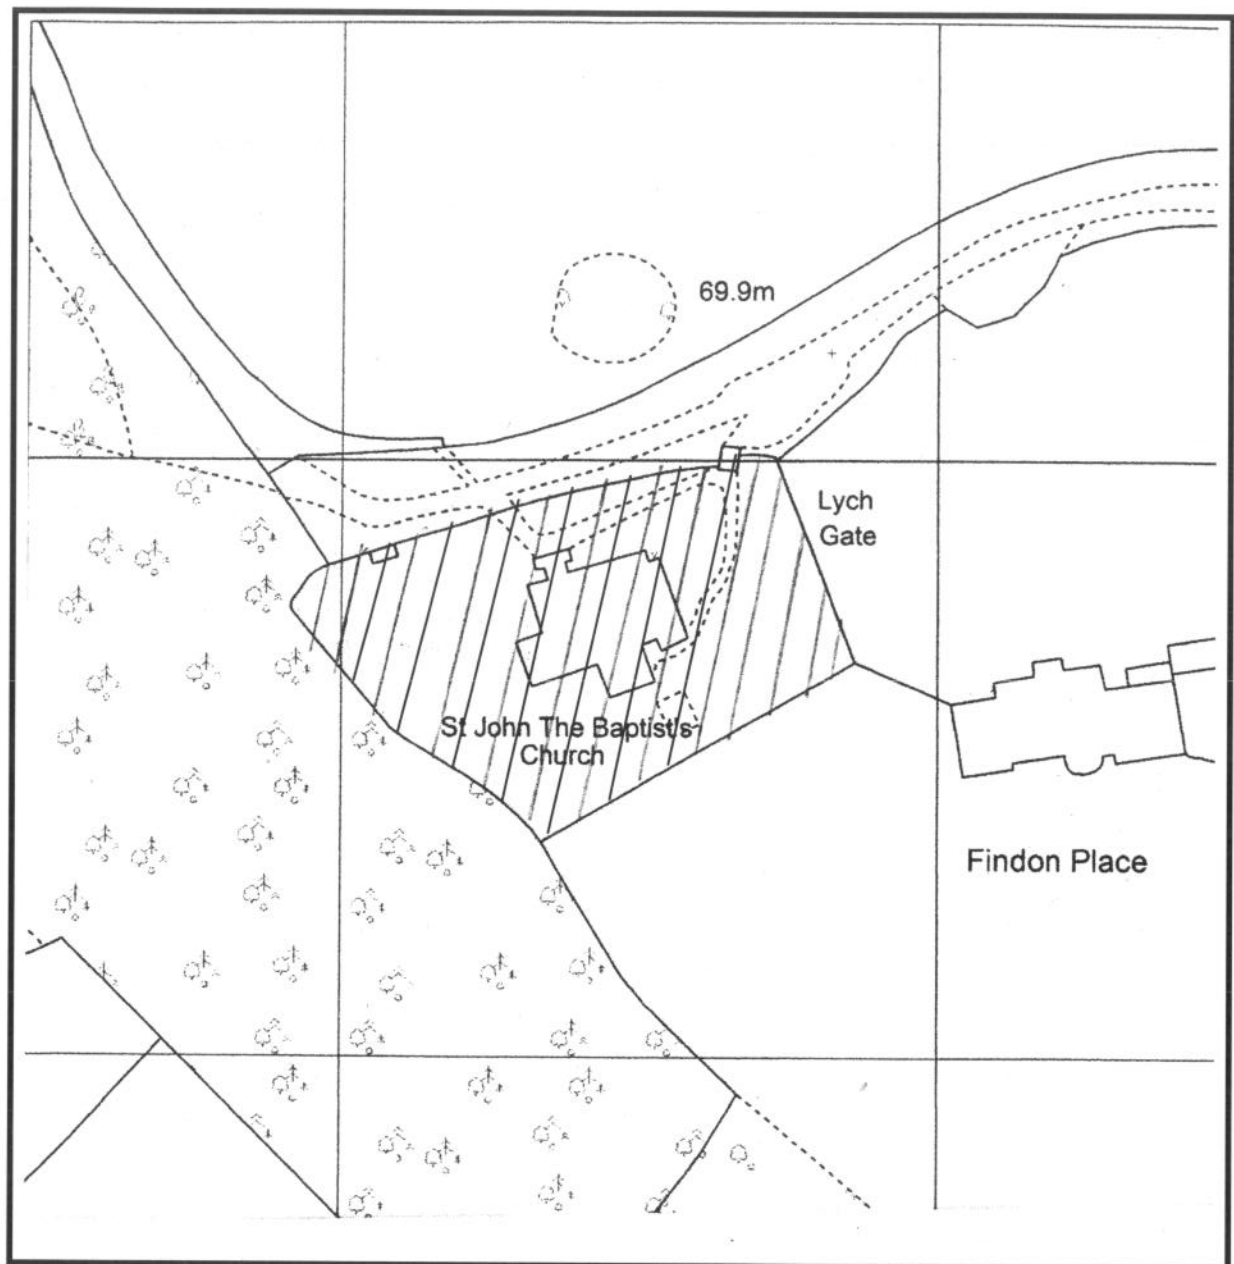 69.9m
Lych
Gate
St John The Baptist's
Church
Findon Place